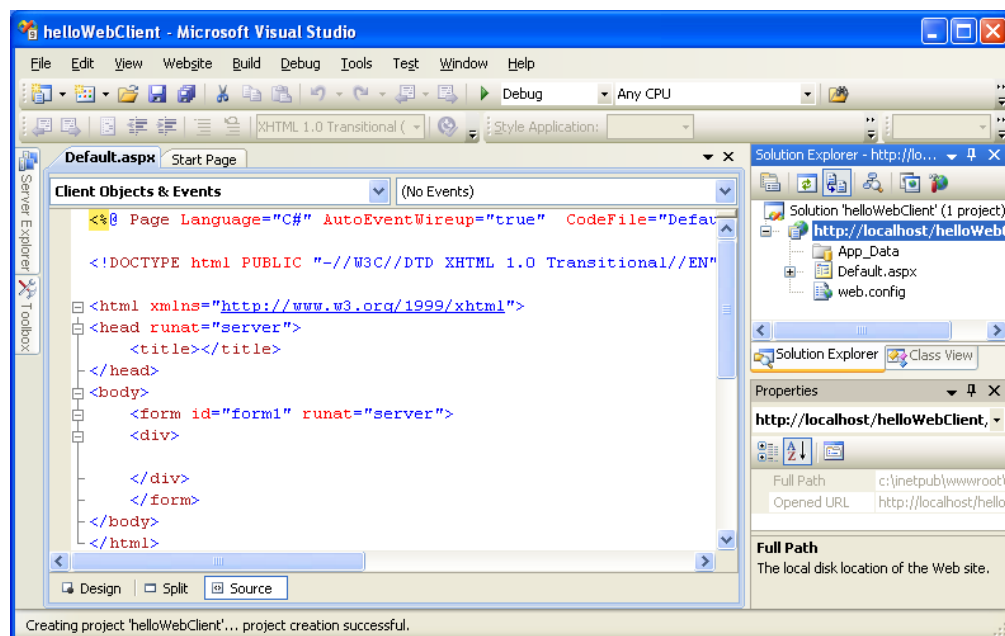 helloWebClient - Microsoft Visual Studio
File Edit View Website Build Debug Tools Test Window Help
Debug Any CPU
XHTML 1.0 Transitional ( Style Application:
Server Explorer
Toolbox
Default.aspx Start Page
Client Objects & Events (No Events)
<%@ Page Language="C#" AutoEventWireup="true" CodeFile="Defau
<!DOCTYPE html PUBLIC "-//W3C//DTD XHTML 1.0 Transitional//EN"
<html xmlns="http://www.w3.org/1999/xhtml">
<head runat="server">
<title></title>
</head>
<body>
<form id="form1" runat="server">
<div>
</div>
</form>
</body>
</html>
Design Split Source
Solution Explorer - http://lo...
Solution 'helloWebClient' (1 project)
http://localhost/helloWeb
App_Data
Default.aspx
web.config
Solution Explorer Class View
Properties
http://localhost/helloWebClient,
Full Path c:\inetpub\wwwroot\
Opened URL http://localhost/hello
Full Path
The local disk location of the Web site.
Creating project 'helloWebClient'... project creation successful.